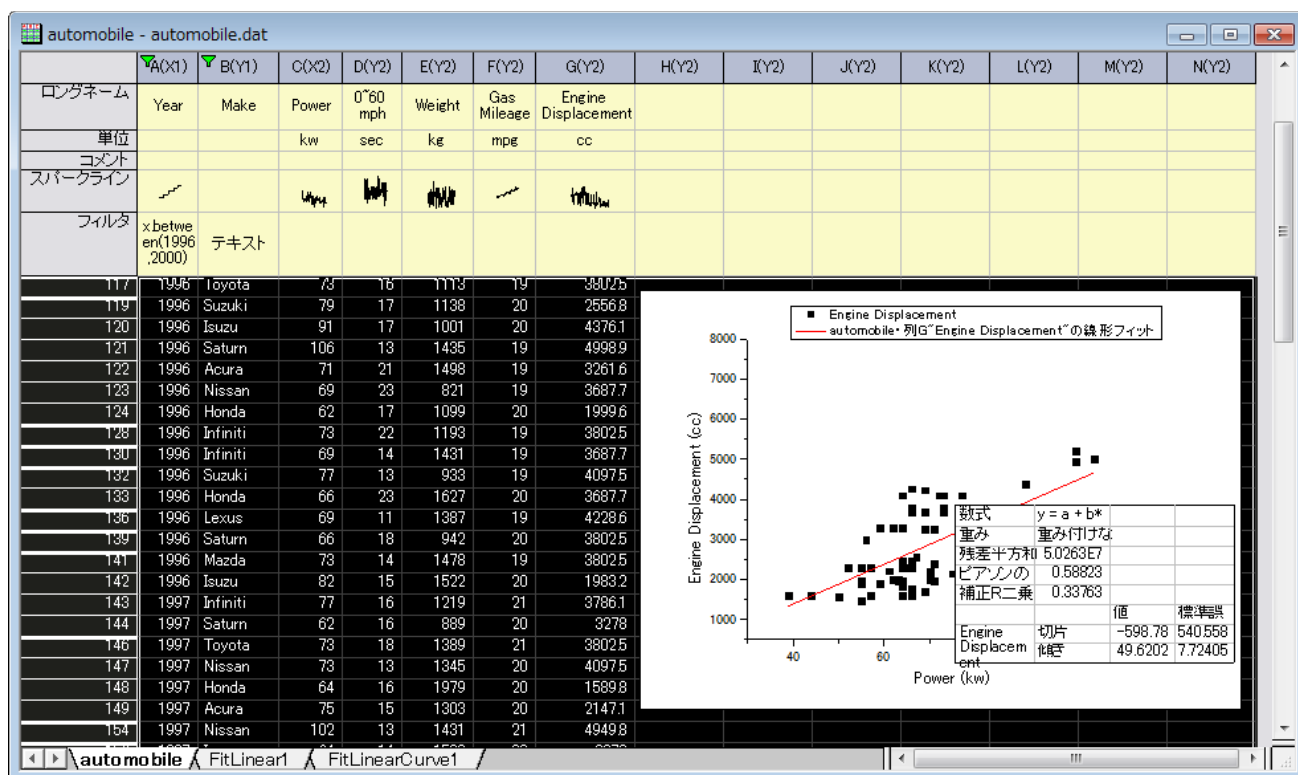 automobile - automobile.dat
A(X1) B(Y1) C(X2) D(Y2) E(Y2) F(Y2) G(Y2) H(Y2) I(Y2) J(Y2) K(Y2) L(Y2) M(Y2) N(Y2)
ロングネーム Year Make Power 0~60 mph Weight Gas Mileage Engine Displacement
単位 kw sec kg mpg cc
コメント
スパークライン
フィルタ x.between(1996,2000) テキスト
117 1996 Toyota 73 16 1113 19 3802.5
119 1996 Suzuki 79 17 1138 20 2556.8
120 1996 Isuzu 91 17 1001 20 4376.1
121 1996 Saturn 106 13 1435 19 4998.9
122 1996 Acura 71 21 1498 19 3261.6
123 1996 Nissan 69 23 821 19 3687.7
124 1996 Honda 62 17 1099 20 1999.6
128 1996 Infiniti 73 22 1193 19 3802.5
130 1996 Infiniti 69 14 1431 19 3687.7
132 1996 Suzuki 77 13 933 19 4097.5
133 1996 Honda 66 23 1627 20 3687.7
136 1996 Lexus 69 11 1387 19 4228.6
139 1996 Saturn 66 18 942 20 3802.5
141 1996 Mazda 73 14 1478 19 3802.5
142 1996 Isuzu 82 15 1522 20 1983.2
143 1997 Infiniti 77 16 1219 21 3786.1
144 1997 Saturn 62 16 889 20 3278
146 1997 Toyota 73 18 1389 21 3802.5
147 1997 Nissan 73 13 1345 20 4097.5
148 1997 Honda 64 16 1979 20 1589.8
149 1997 Acura 75 15 1303 20 2147.1
154 1997 Nissan 102 13 1431 21 4949.8
Engine Displacement
automobile・列G"Engine Displacement"の線形フィット
8000
7000
6000
5000
4000
3000
2000
1000
Engine Displacement (cc)
40 60
Power (kw)
数式 y = a + b*
重み 重み付けな
残差平方和 5.0263E7
ピアソンの 0.58823
補正R二乗 0.33763
値 標準誤
Engine Displacement 切片 -598.78 540.558
傾き 49.6202 7.72405
automobile FitLinear1 FitLinearCurve1